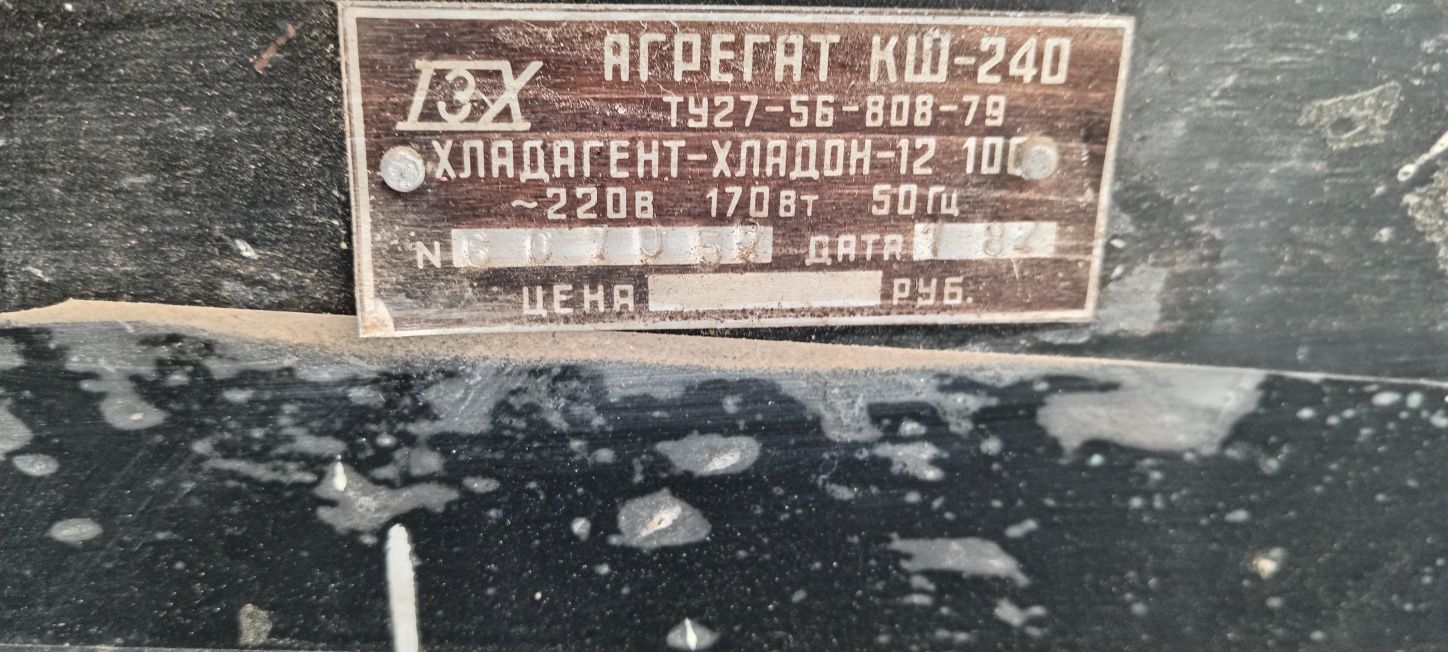 ГЗХ
АГРЕГАТ КШ-240
ТУ27-56-808-79
ХЛАДАГЕНТ-ХЛАДОН-12
~220В 170ВТ 50ГЦ
N ДАТА
ЦЕНА РУБ.